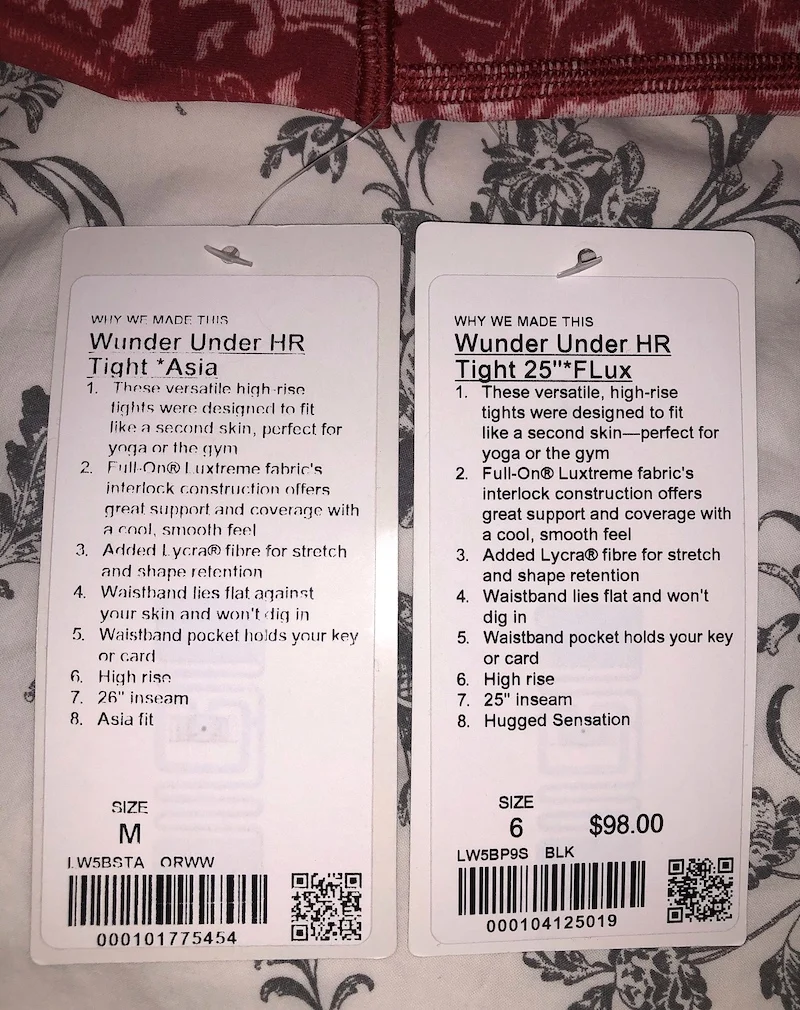 WHY WE MADE THIS
Wunder Under HR
Tight *Asia
1. These versatile high-rise
tights were designed to fit
like a second skin, perfect for
yoga or the gym
2. Full-On® Luxtreme fabric's
interlock construction offers
great support and coverage with
a cool, smooth feel
3. Added Lycra® fibre for stretch
and shape retention
4. Waistband lies flat against
your skin and won't dig in
5. Waistband pocket holds your key
or card
6. High rise
7. 26" inseam
8. Asia fit
SIZE
M
LW5BSTA ORWW
000101775454
WHY WE MADE THIS
Wunder Under HR
Tight 25"*FLux
1. These versatile, high-rise
tights were designed to fit
like a second skin—perfect for
yoga or the gym
2. Full-On® Luxtreme fabric's
interlock construction offers
great support and coverage with
a cool, smooth feel
3. Added Lycra® fibre for stretch
and shape retention
4. Waistband lies flat and won't
dig in
5. Waistband pocket holds your key
or card
6. High rise
7. 25" inseam
8. Hugged Sensation
SIZE
6 $98.00
LW5BP9S BLK
000104125019